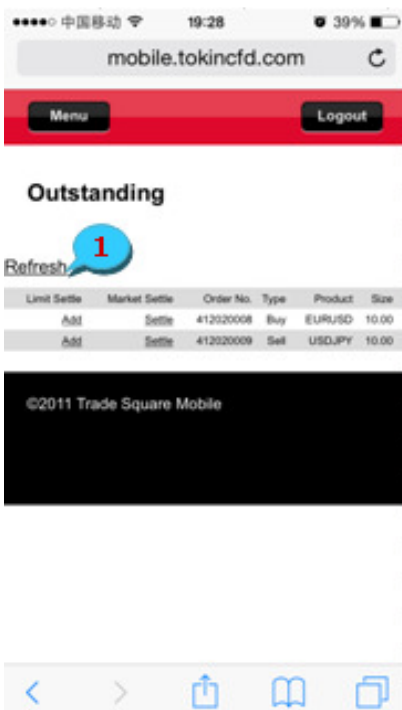 中国移动 19:28 39%
mobile.tokincfd.com
Menu Logout
Outstanding
1
Refresh
Limit Settle Market Settle Order No. Type Product Size
Add Settle 412020008 Buy EURUSD 10.00
Add Settle 412020009 Sell USDJPY 10.00
©2011 Trade Square Mobile